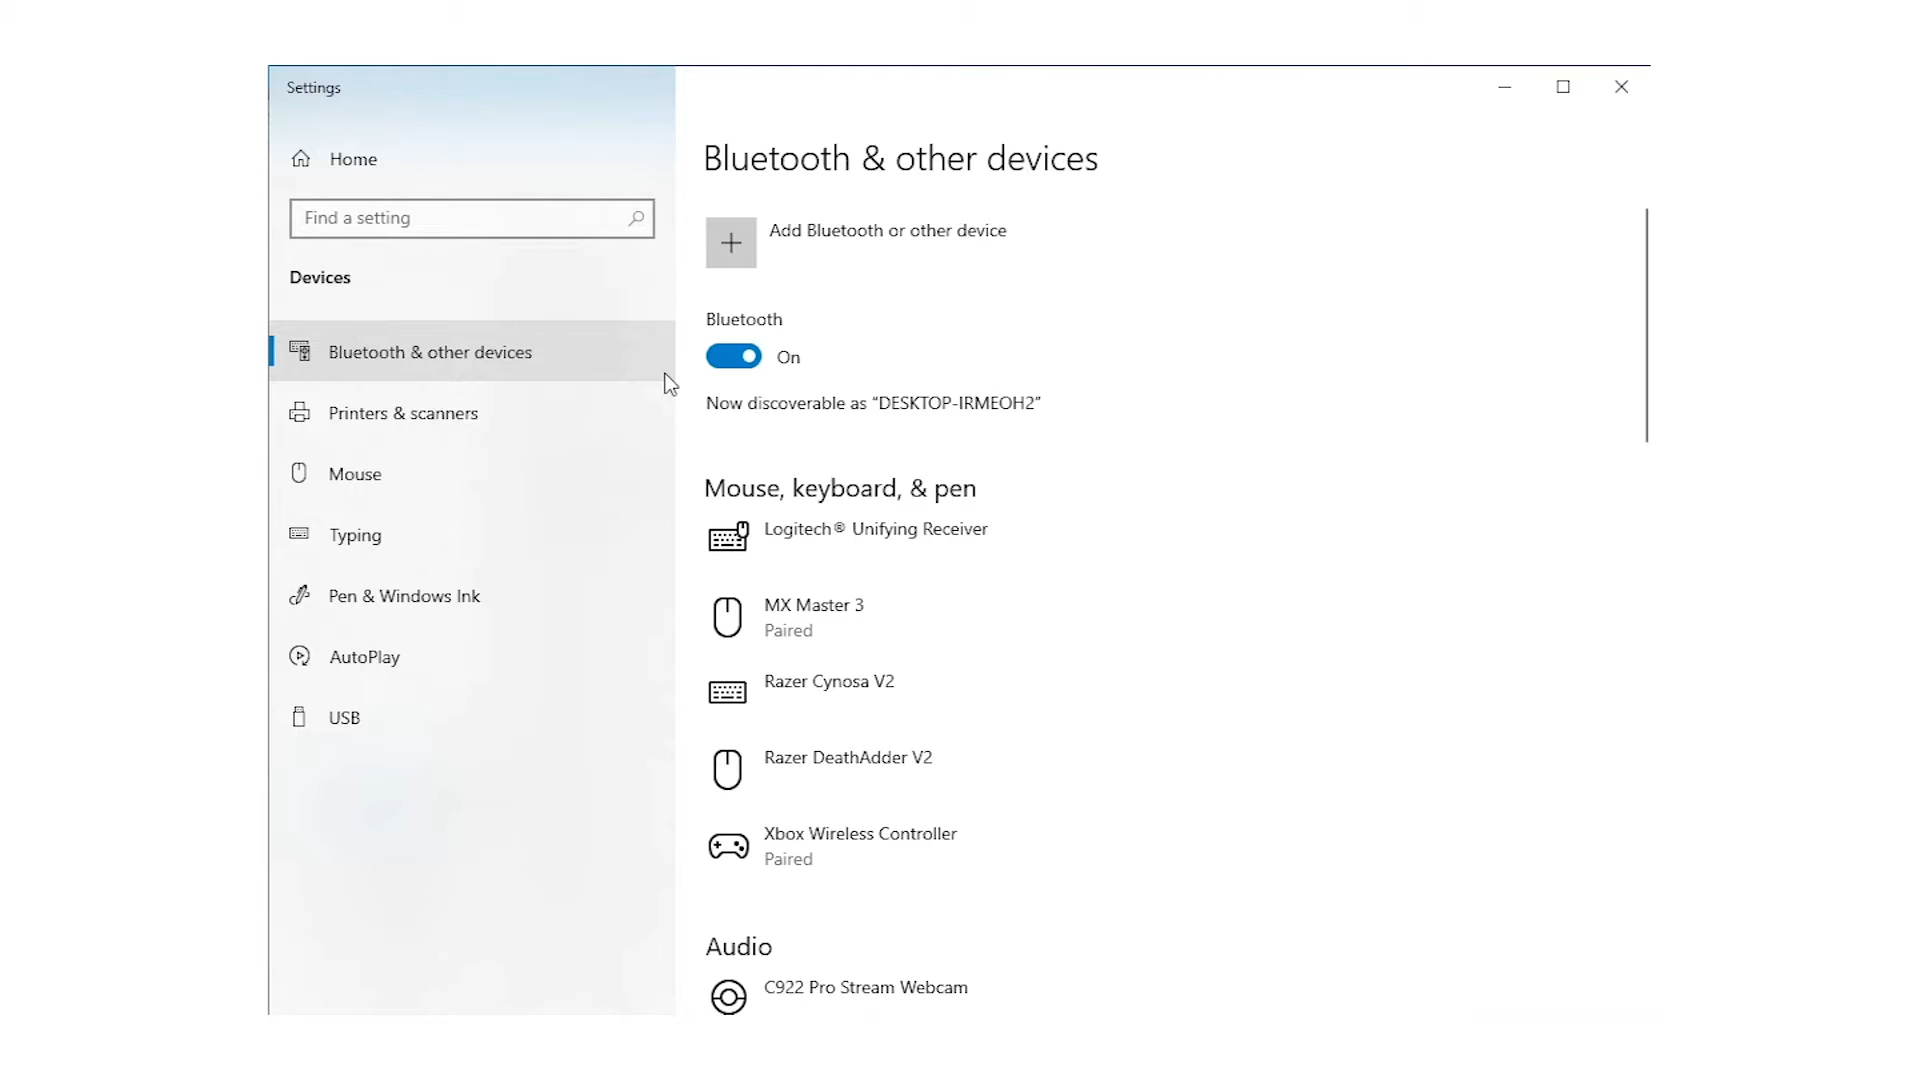 Settings
Home
Find a setting
Devices
Bluetooth & other devices
Printers & scanners
Mouse
Typing
Pen & Windows Ink
AutoPlay
USB
Bluetooth & other devices
Add Bluetooth or other device
Bluetooth
On
Now discoverable as “DESKTOP-IRMEOH2”
Mouse, keyboard, & pen
Logitech® Unifying Receiver
MX Master 3
Paired
Razer Cynosa V2
Razer DeathAdder V2
Xbox Wireless Controller
Paired
Audio
C922 Pro Stream Webcam